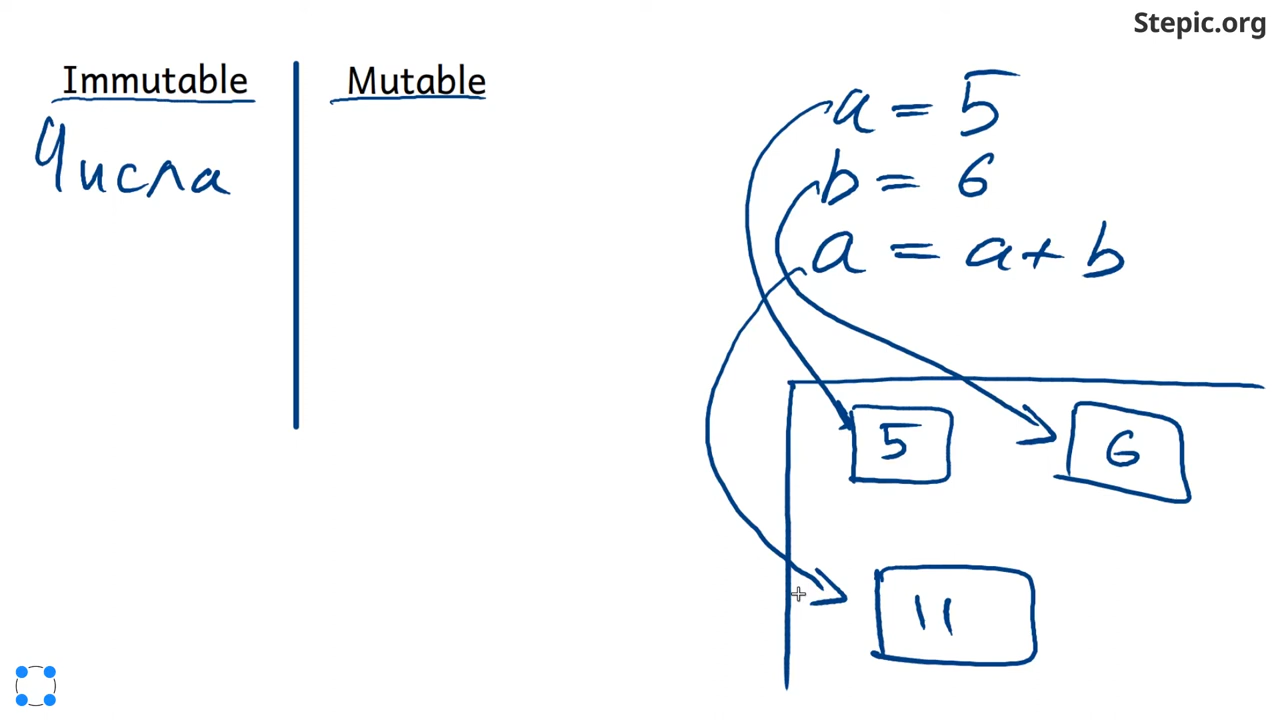 Stepic.org
Immutable
Mutable
Числа
a = 5
b = 6
a = a + b
5
6
11